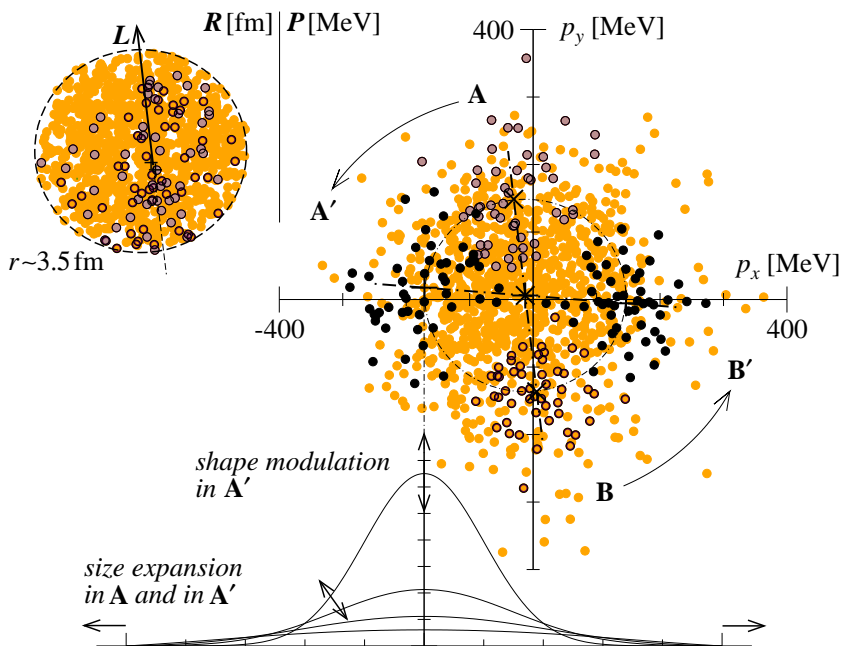 L
R [fm] P [MeV]
400
p_y [MeV]
A
A′
r~3.5 fm
p_x [MeV]
-400
400
B′
shape modulation
in A′
B
size expansion
in A and in A′